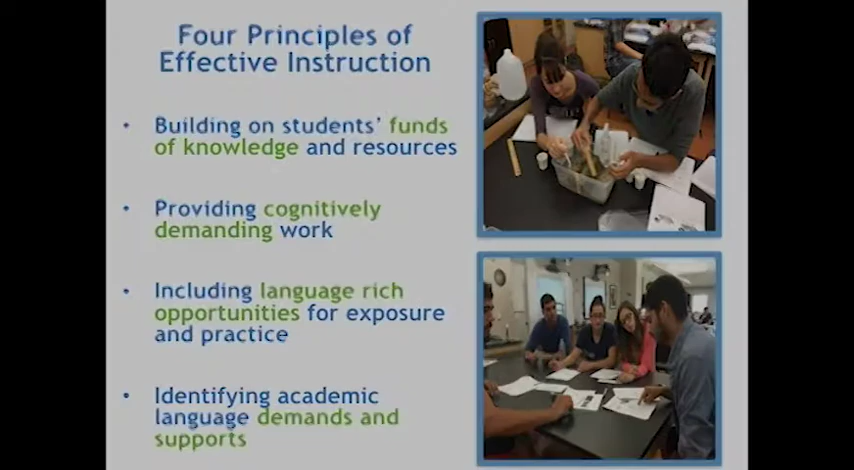 Four Principles of
Effective Instruction
• Building on students' funds
of knowledge and resources
• Providing cognitively
demanding work
• Including language rich
opportunities for exposure
and practice
• Identifying academic
language demands and
supports